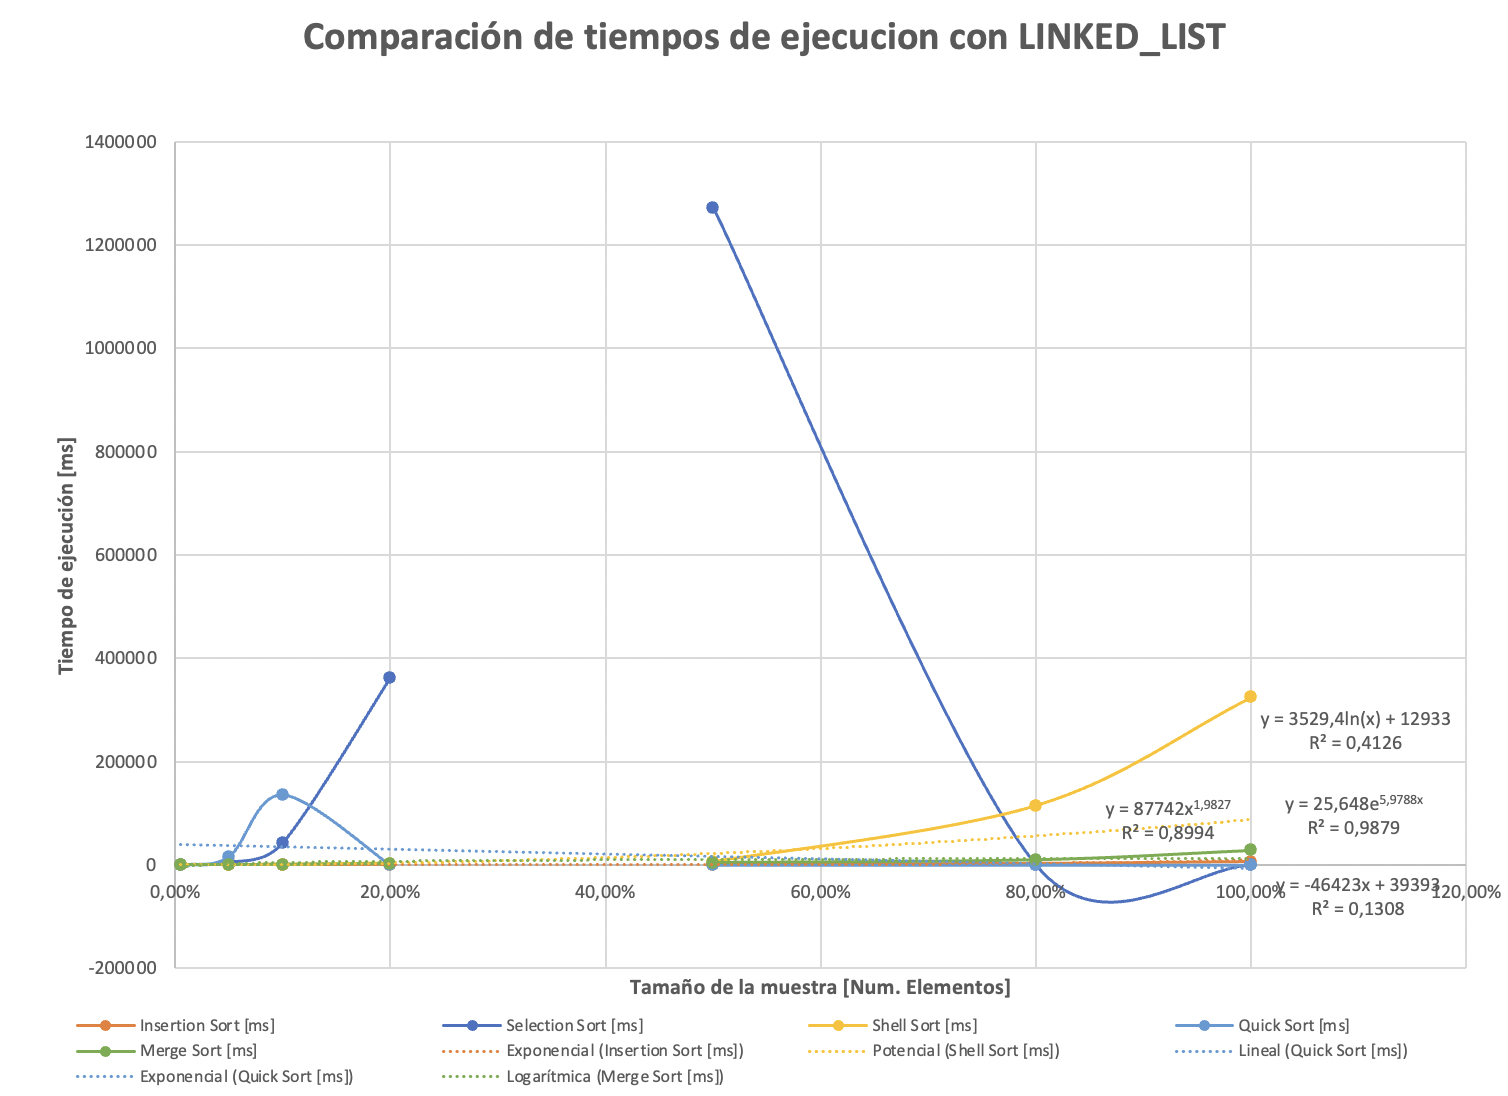 Comparación de tiempos de ejecucion con LINKED_LIST
Tiempo de ejecución [ms]
1400000
1200000
1000000
800000
600000
400000
200000
0
-200000
0,00% 20,00% 40,00% 60,00% 80,00% 100,00% 120,00%
y = 3529,4ln(x) + 12933
R² = 0,4126
y = 87742x^1,9827
R² = 0,8994
y = 25,648e^5,9788x
R² = 0,9879
y = -46423x + 39393
R² = 0,1308
Tamaño de la muestra [Num. Elementos]
Insertion Sort [ms] Selection Sort [ms] Shell Sort [ms] Quick Sort [ms]
Merge Sort [ms] Exponencial (Insertion Sort [ms]) Potencial (Shell Sort [ms]) Lineal (Quick Sort [ms])
Exponencial (Quick Sort [ms]) Logarítmica (Merge Sort [ms])